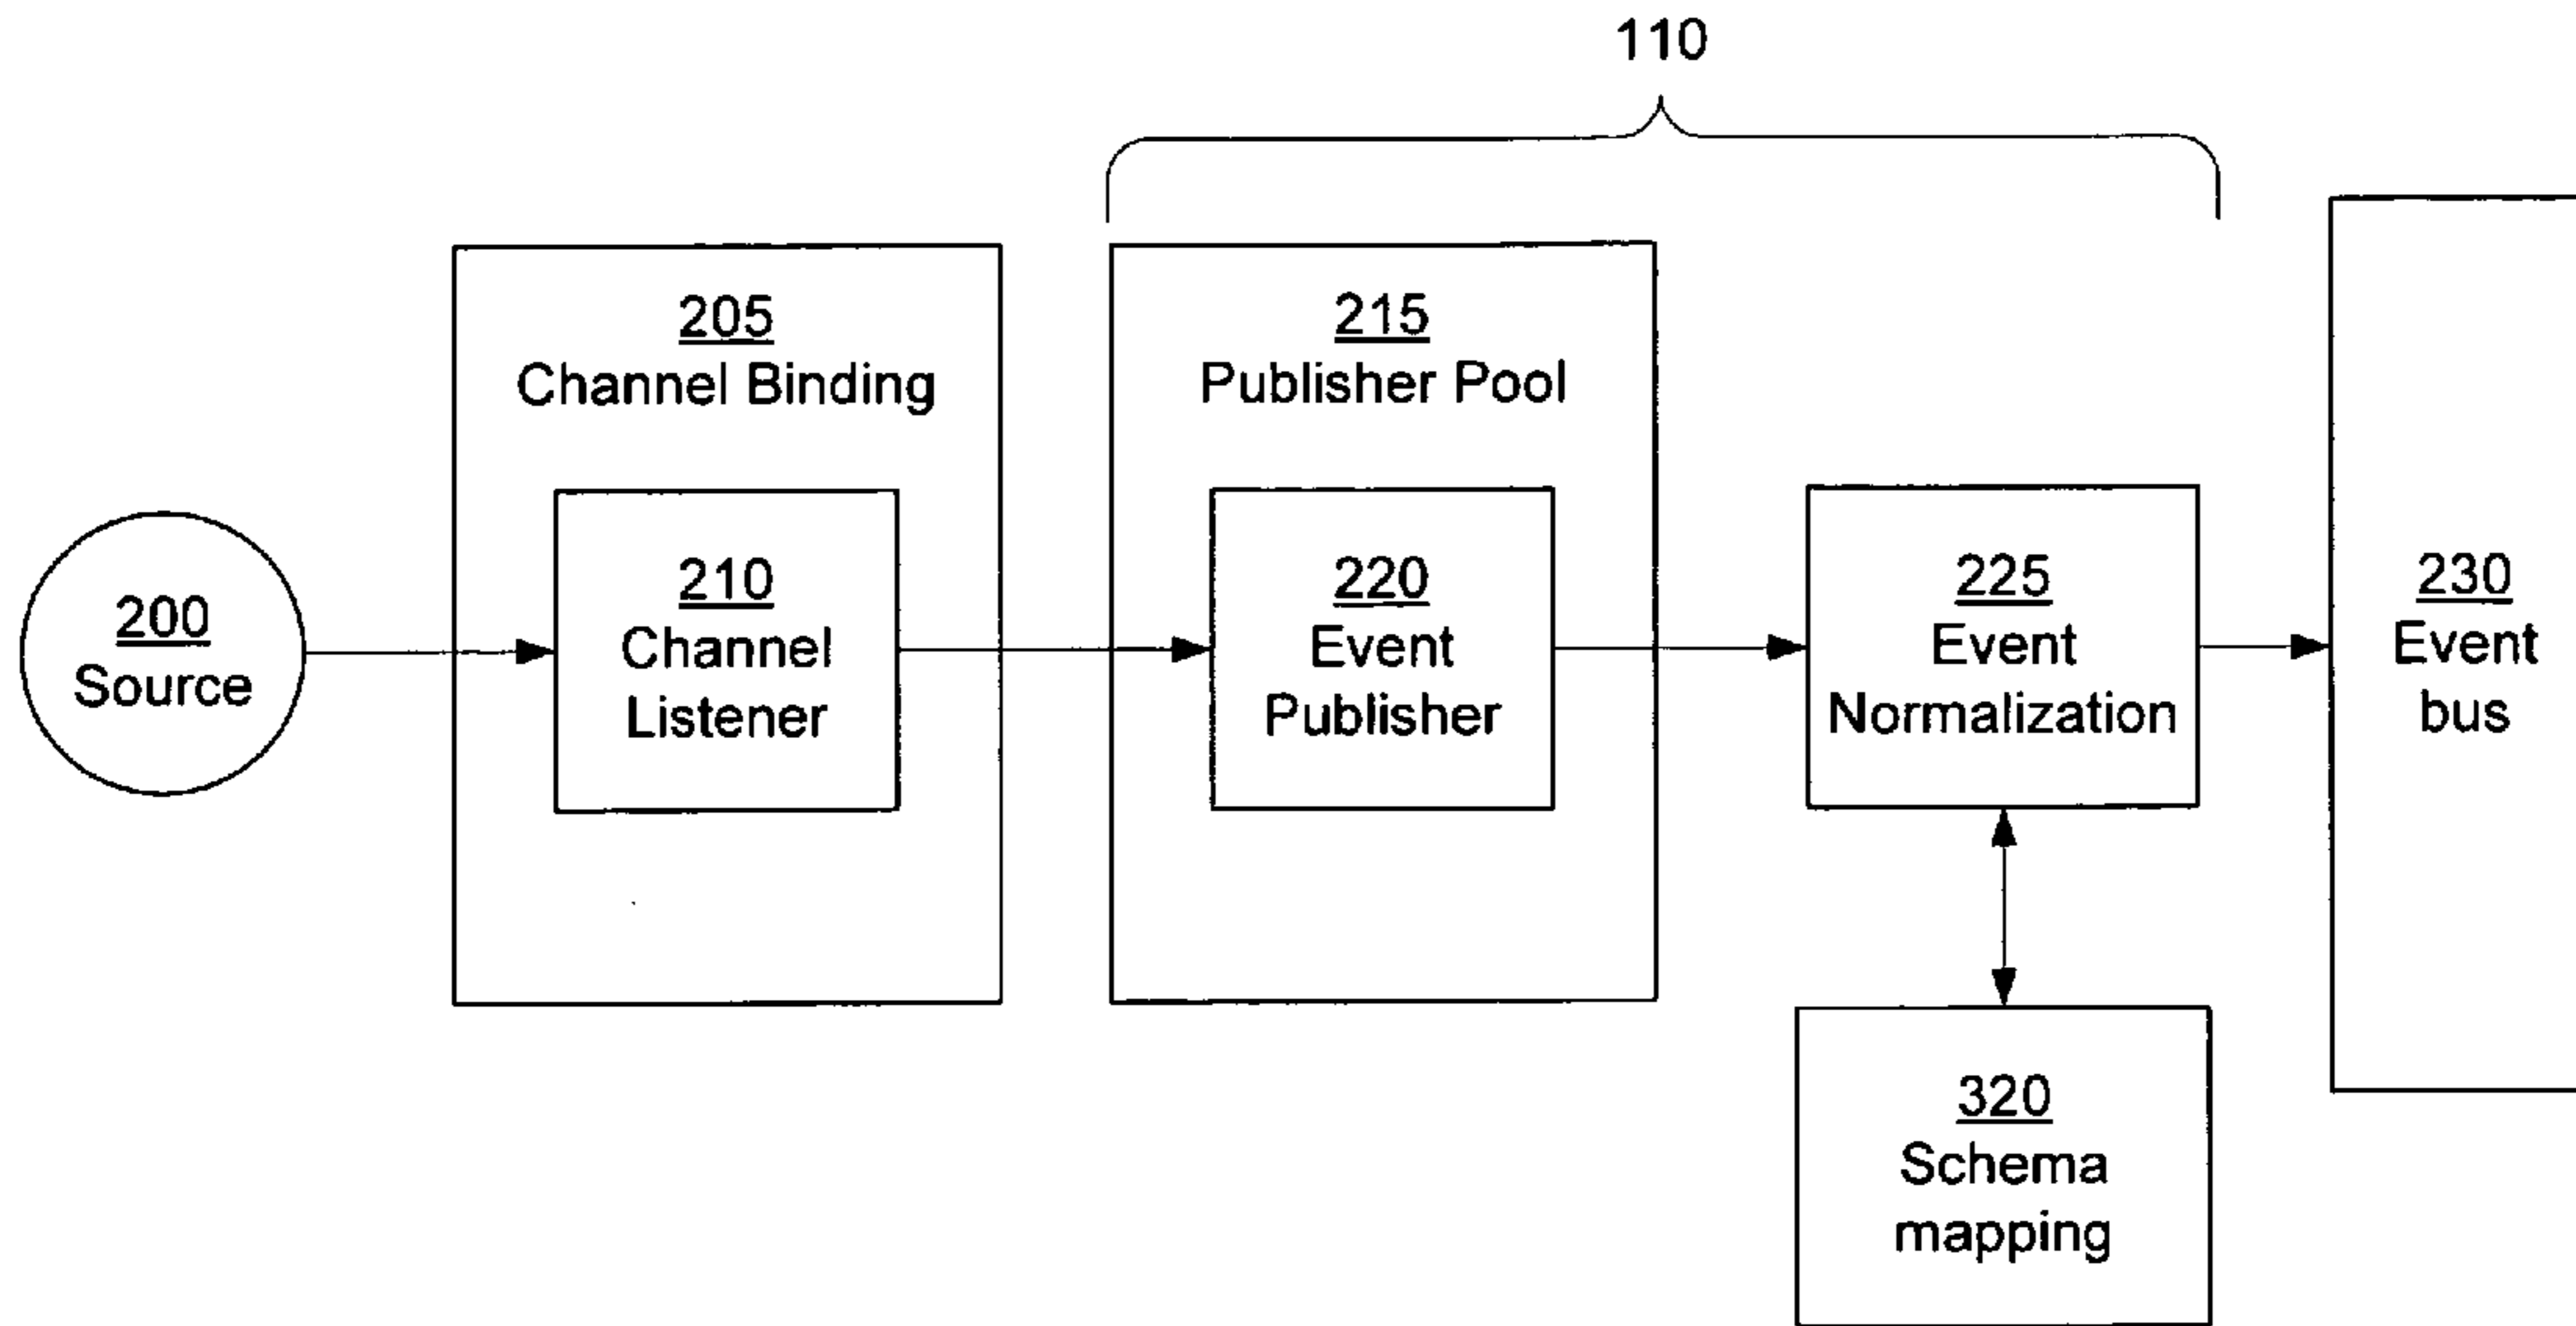 110
205
Channel Binding
215
Publisher Pool
200
Source
210
Channel
Listener
220
Event
Publisher
225
Event
Normalization
230
Event
bus
320
Schema
mapping